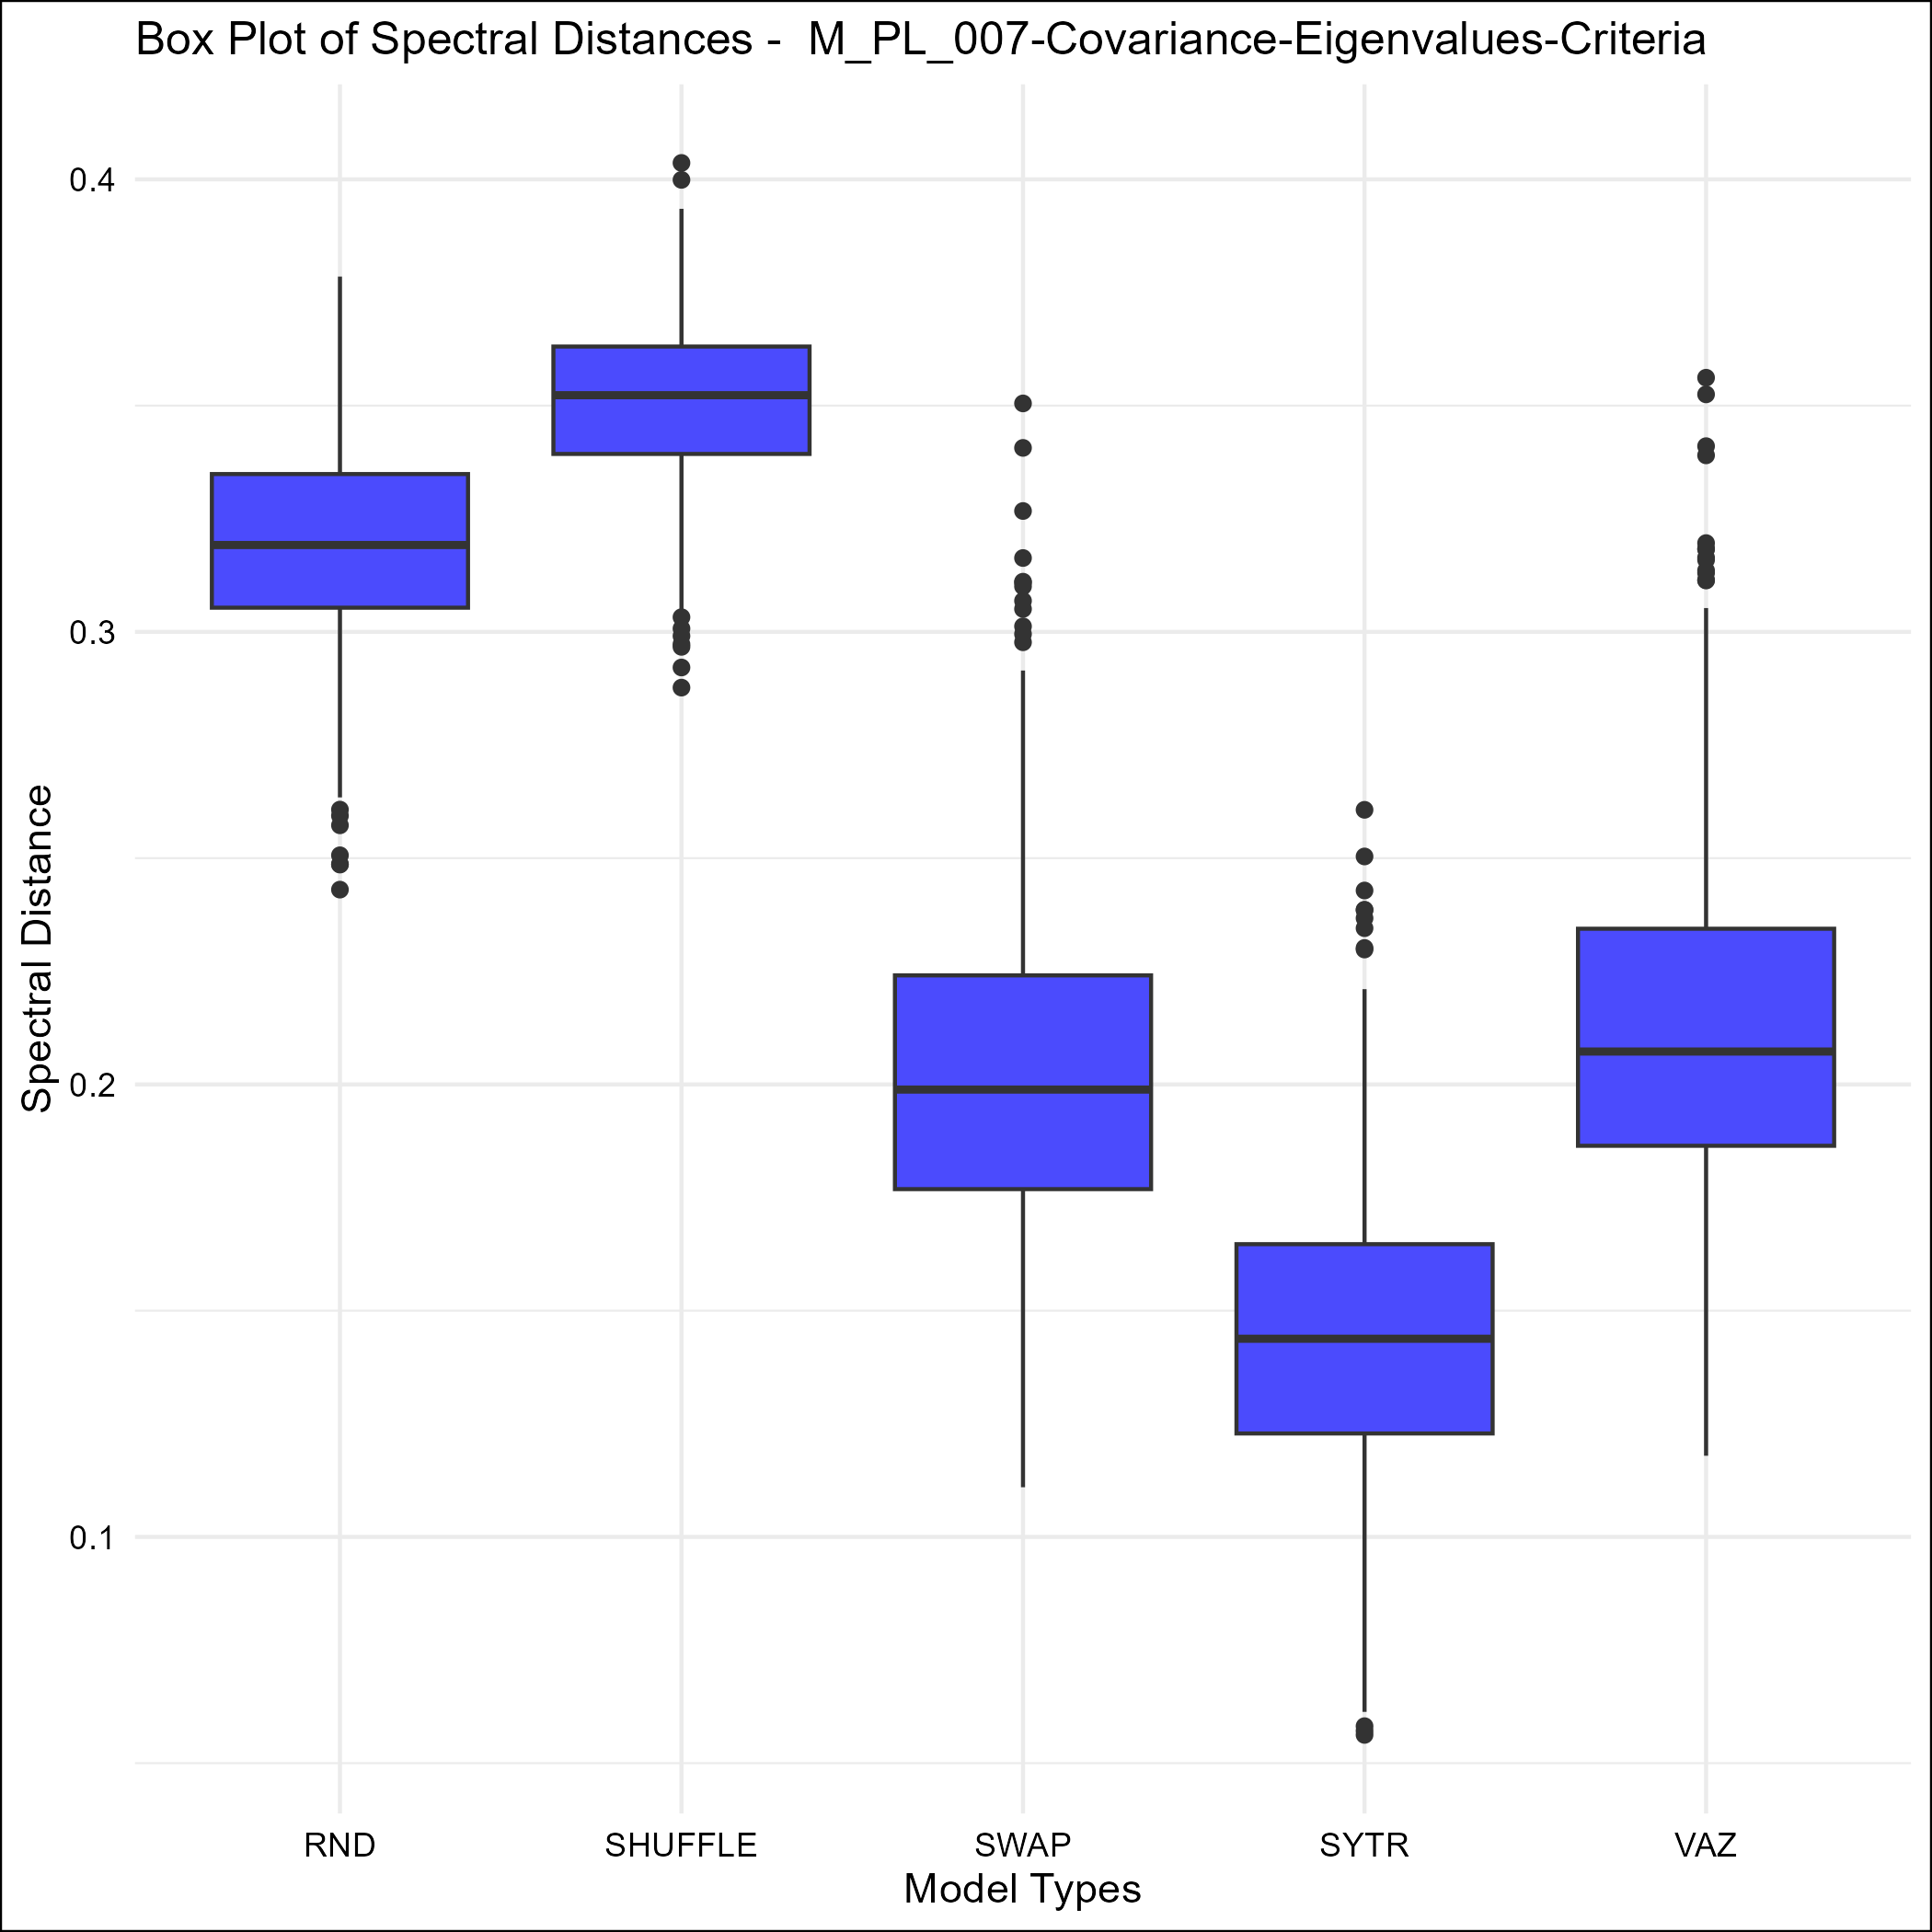 Box Plot of Spectral Distances -  M_PL_007-Covariance-Eigenvalues-Criteria
Spectral Distance
0.4
0.3
0.2
0.1
RND SHUFFLE SWAP SYTR VAZ
Model Types